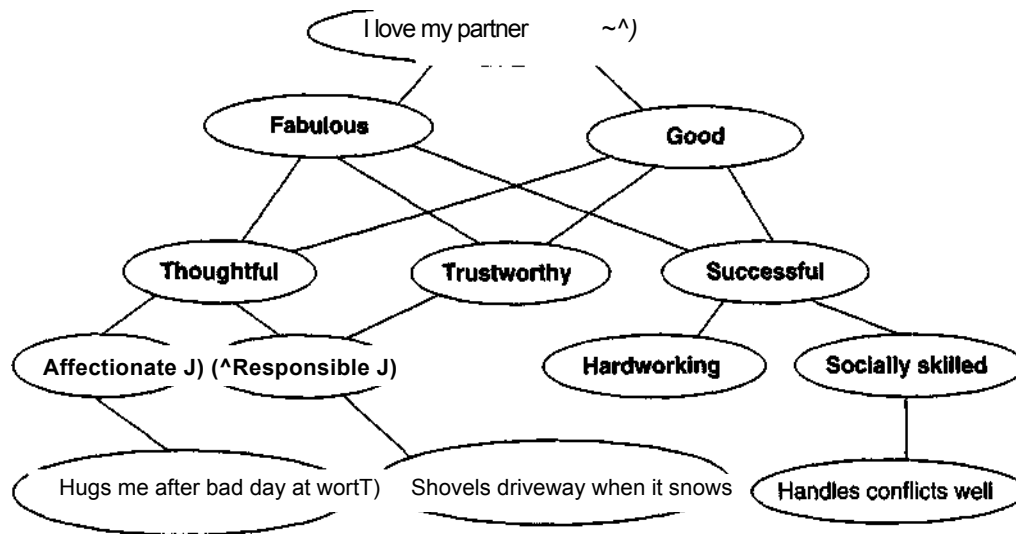 I love my partner ~^)
Fabulous
Good
Thoughtful
Trustworthy
Successful
Affectionate J) (^Responsible J)
Hardworking
Socially skilled
Hugs me after bad day at wortT)
Shovels driveway when it snows
Handles conflicts well